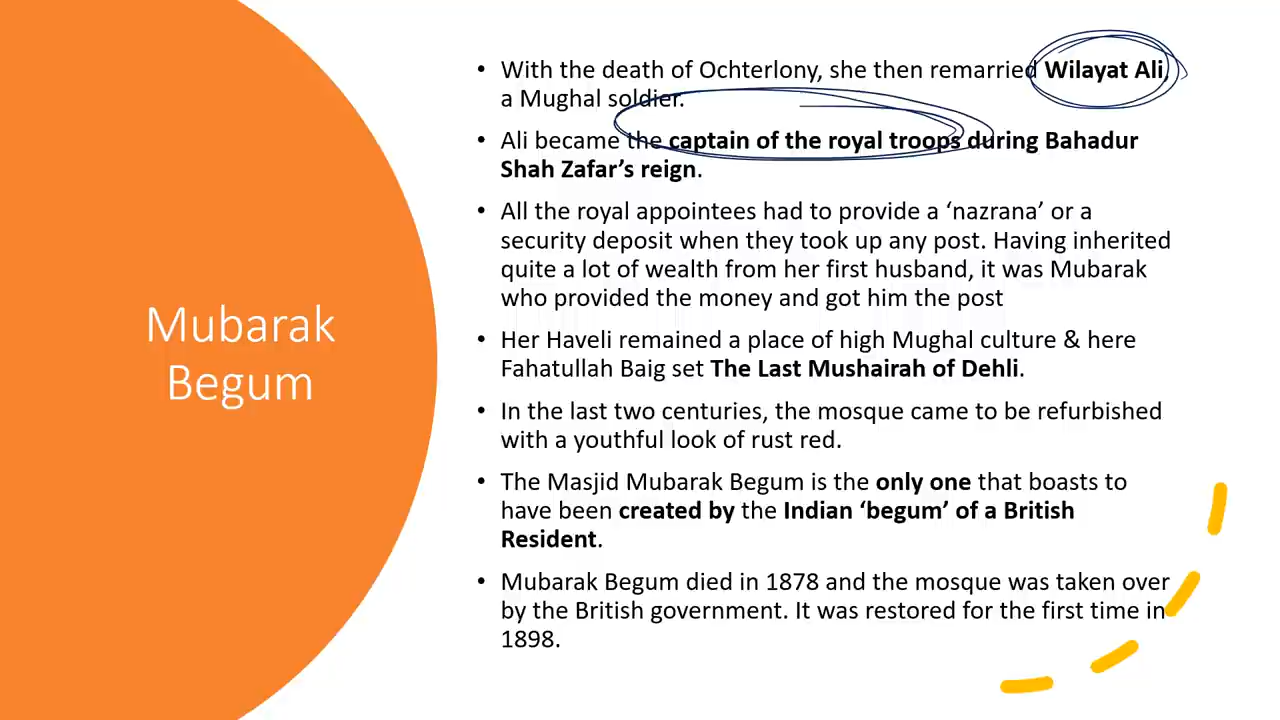 Mubarak
Begum
• With the death of Ochterlony, she then remarried Wilayat Ali,
a Mughal soldier.
• Ali became the captain of the royal troops during Bahadur
Shah Zafar’s reign.
• All the royal appointees had to provide a ‘nazrana’ or a
security deposit when they took up any post. Having inherited
quite a lot of wealth from her first husband, it was Mubarak
who provided the money and got him the post
• Her Haveli remained a place of high Mughal culture & here
Fahatullah Baig set The Last Mushairah of Dehli.
• In the last two centuries, the mosque came to be refurbished
with a youthful look of rust red.
• The Masjid Mubarak Begum is the only one that boasts to
have been created by the Indian ‘begum’ of a British
Resident.
• Mubarak Begum died in 1878 and the mosque was taken over
by the British government. It was restored for the first time in
1898.